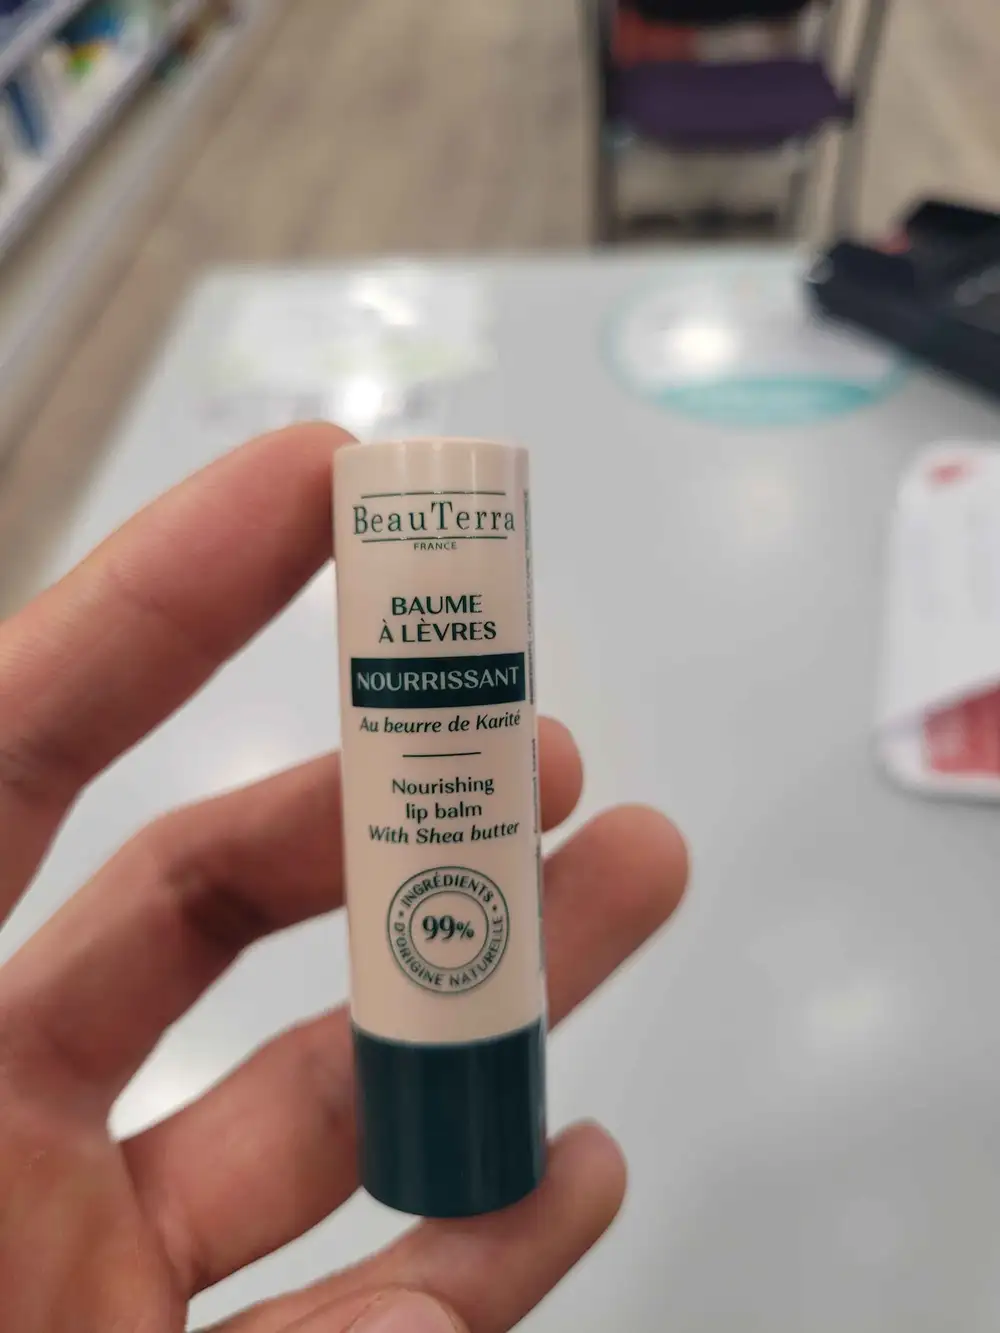 BeauTerra
FRANCE
BAUME
À LÈVRES
NOURRISSANT
Au beurre de Karité
Nourishing
lip balm
With Shea butter
• INGRÉDIENTS •
D'ORIGINE NATURELLE
99%